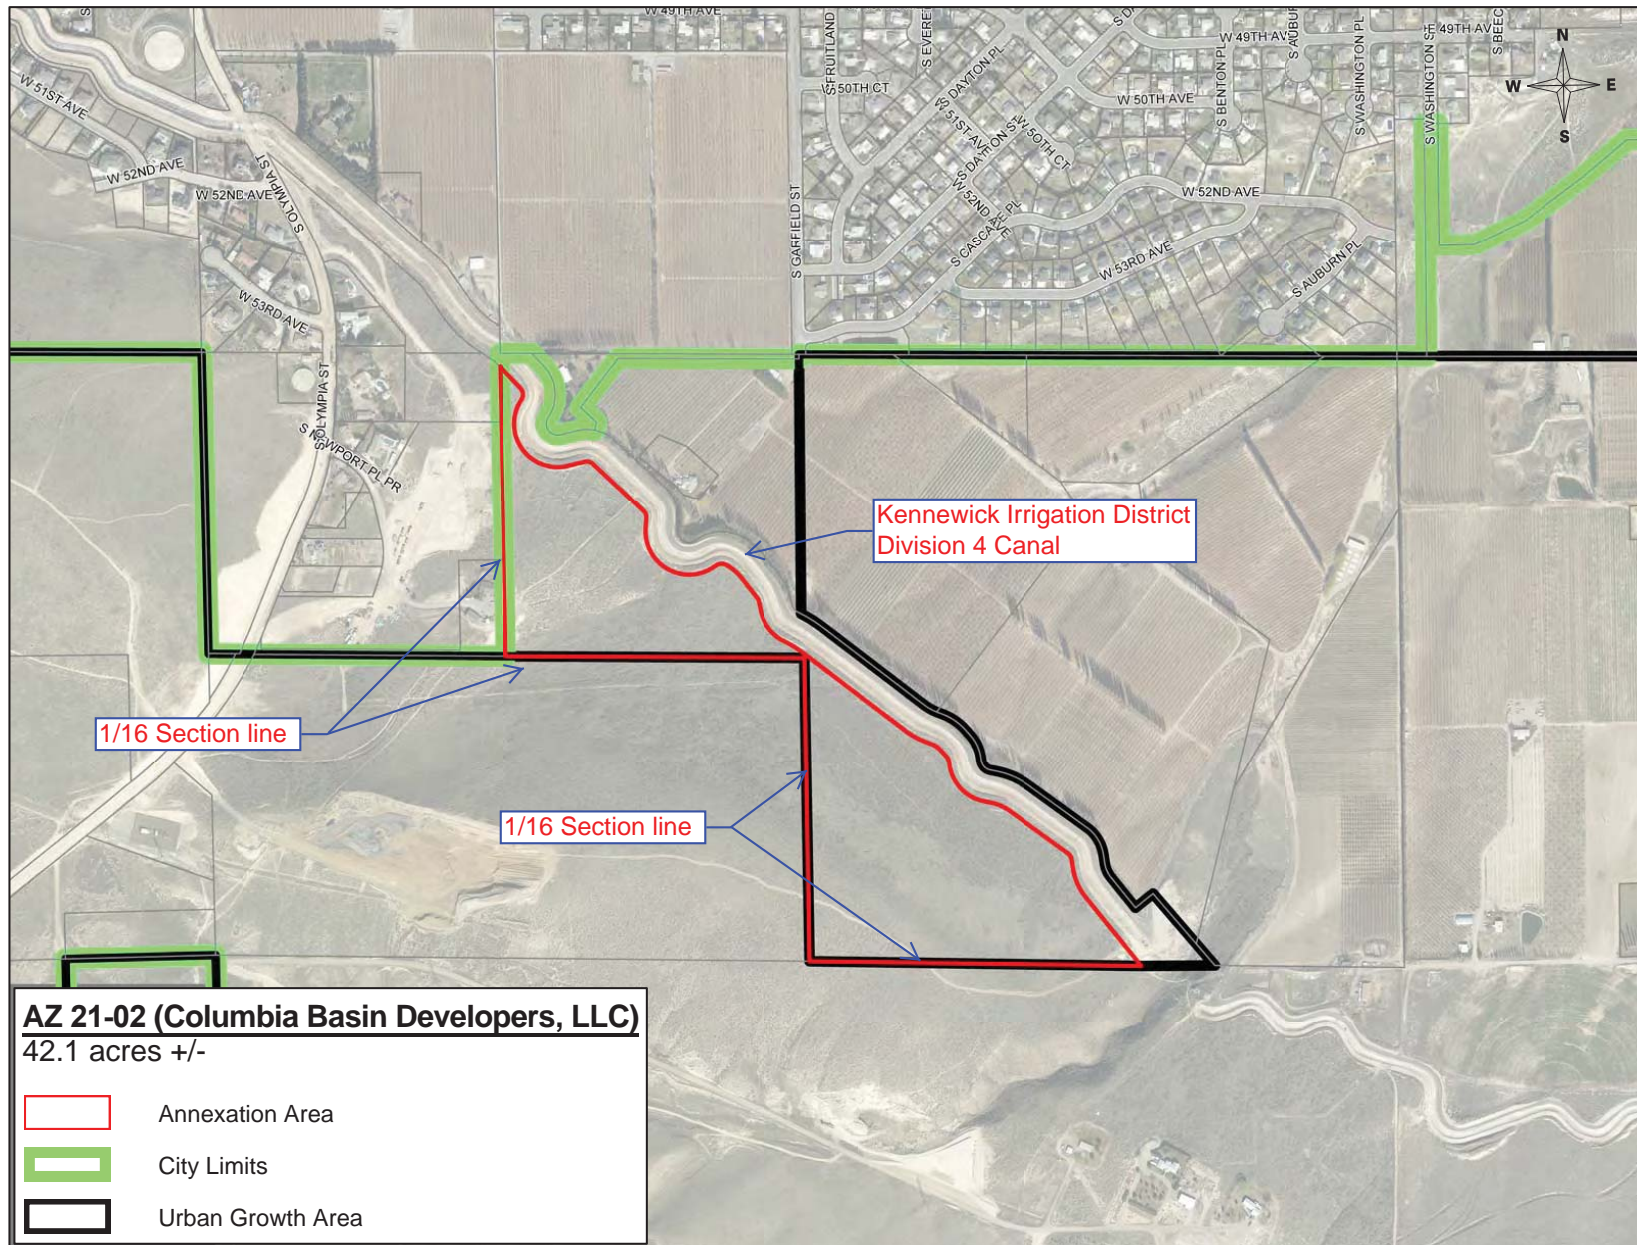 W 49TH AVE
S FRUITLAND
S EVERET
S DAYTON PL
W 49TH AVE
S AUBUR
S WASHINGTON PL
S WASHINGTON ST
E 49TH AV
S BEEC
N
W
E
S
W 50TH CT
W 50TH AVE
S BENTON PL
W 51ST AVE
W 51ST AVE
S DAYTON ST
W 50TH CT
W 52ND AVE
W 52ND AVE
S OLYMPIA ST
W 52ND AVE
S CASCADE PL
W 52ND AVE
S GARFIELD ST
W 53RD AVE
S AUBURN PL
W 53RD AVE
S OLYMPIA ST
S NEWPORT PL PR
Kennewick Irrigation District
Division 4 Canal
1/16 Section line
1/16 Section line
AZ 21-02 (Columbia Basin Developers, LLC)
42.1 acres +/-
Annexation Area
City Limits
Urban Growth Area